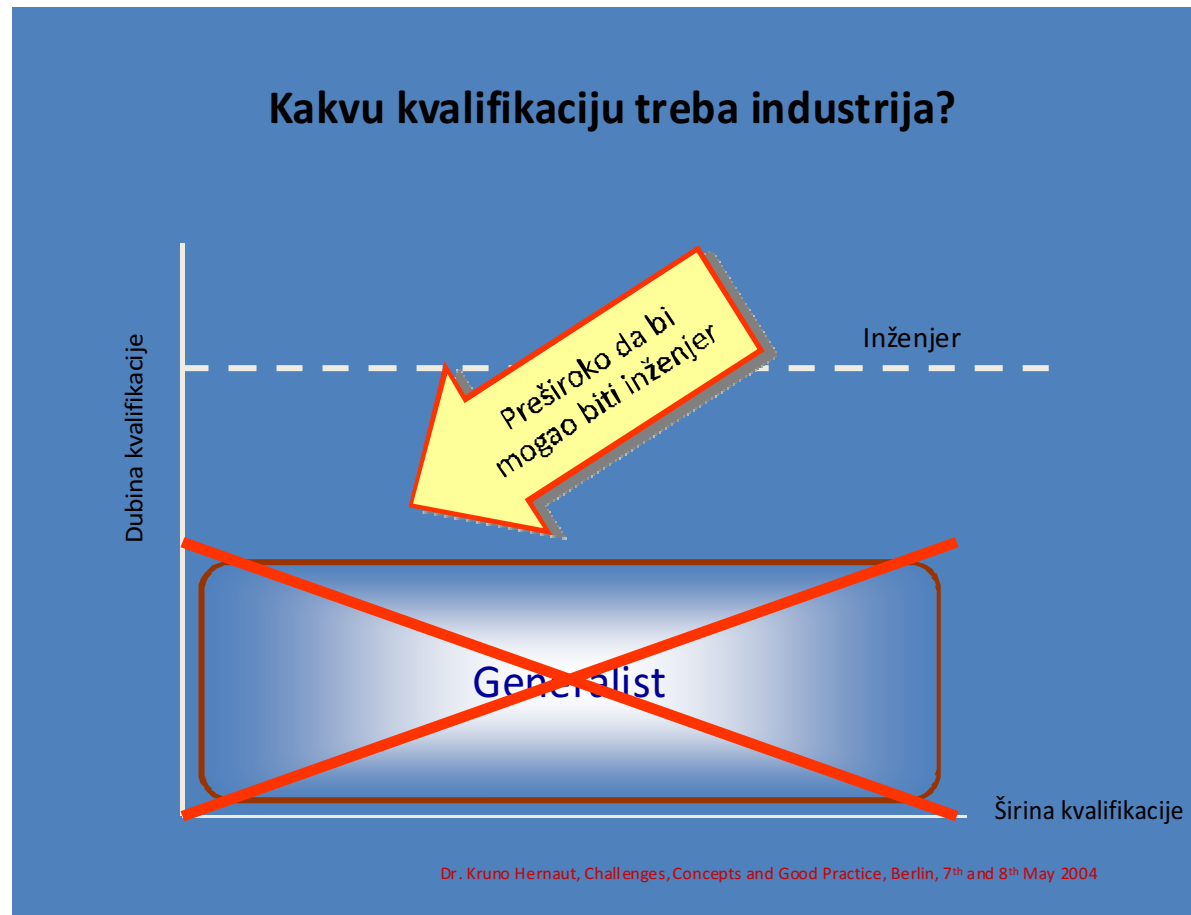 Kakvu kvalifikaciju treba industrija?
Dubina kvalifikacije
Preširoko da bi
mogao biti inženjer
Inženjer
Generalist
Širina kvalifikacije
Dr. Kruno Hernaut, Challenges, Concepts and Good Practice, Berlin, 7th and 8th May 2004